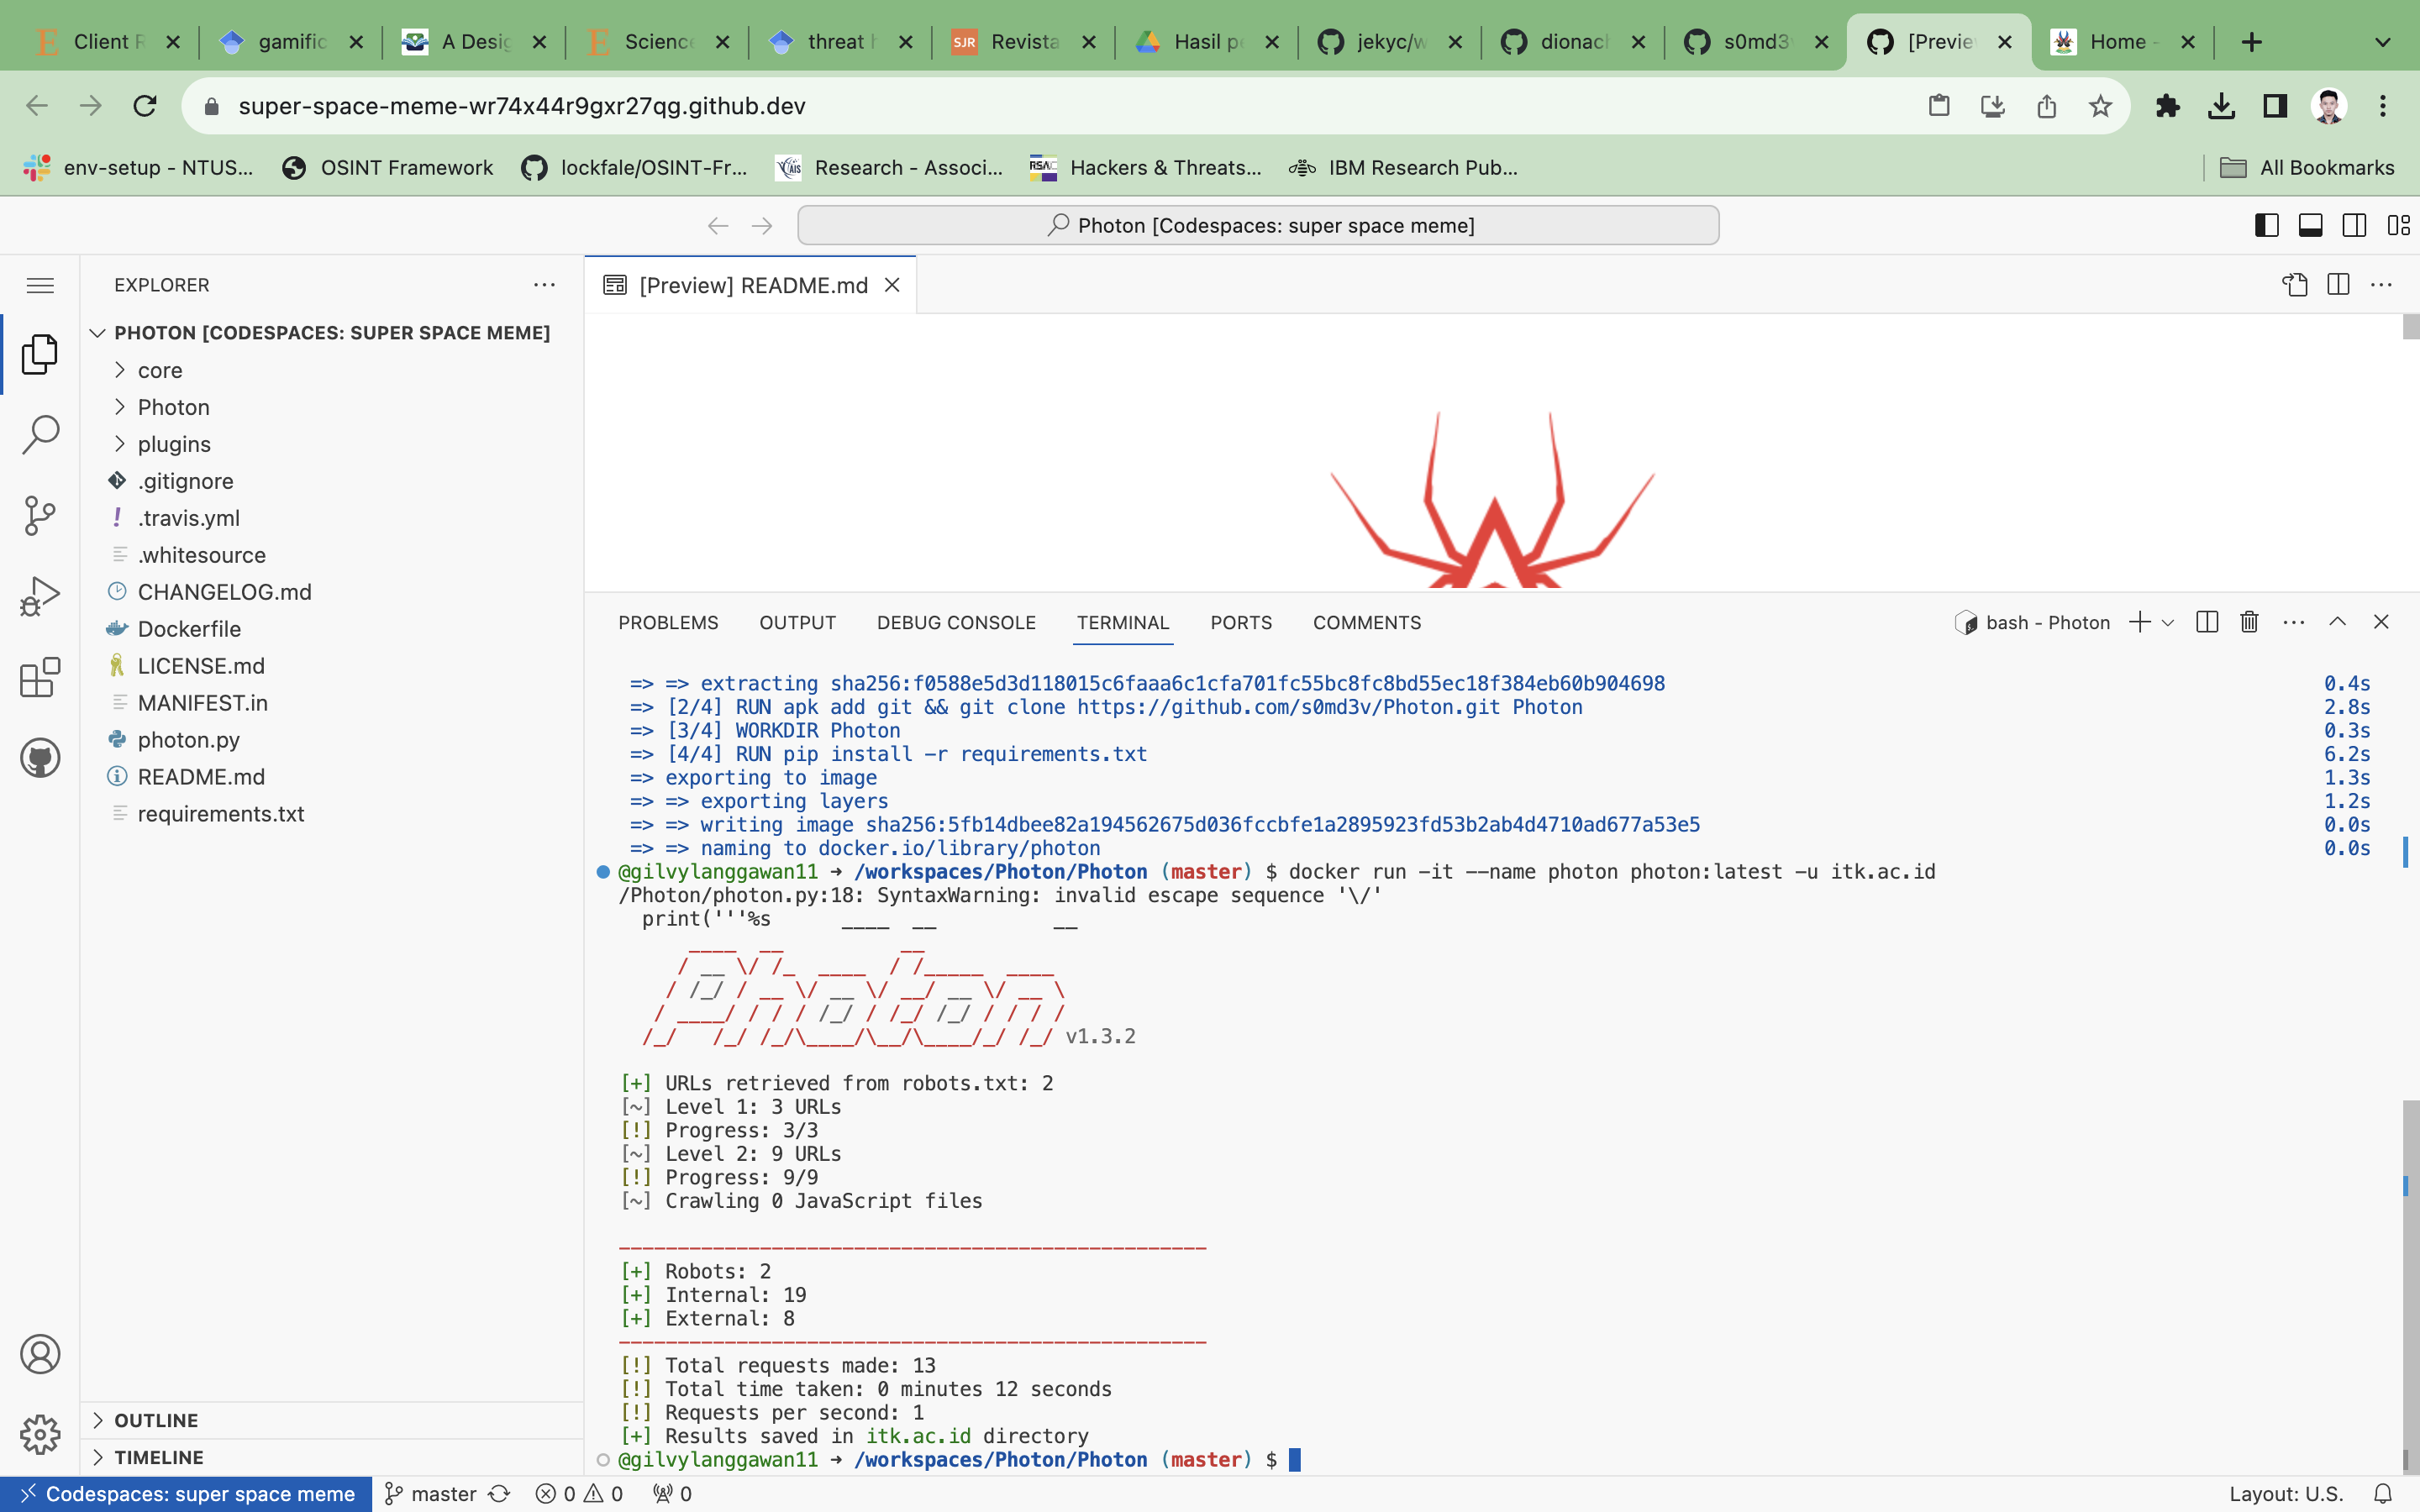 Client R
gamific
A Desig
Science
threat h
SJR Revista
Hasil pe
jekyc/w
dionach
s0md3v
[Previe
Home -
super-space-meme-wr74x44r9gxr27qg.github.dev
env-setup - NTUS...
OSINT Framework
lockfale/OSINT-Fr...
Research - Associ...
Hackers & Threats...
IBM Research Pub...
All Bookmarks
Photon [Codespaces: super space meme]
EXPLORER
[Preview] README.md
PHOTON [CODESPACES: SUPER SPACE MEME]
core
Photon
plugins
.gitignore
.travis.yml
.whitesource
CHANGELOG.md
Dockerfile
LICENSE.md
MANIFEST.in
photon.py
README.md
requirements.txt
OUTLINE
TIMELINE
PROBLEMS OUTPUT DEBUG CONSOLE TERMINAL PORTS COMMENTS
bash - Photon
=> => extracting sha256:f0588e5d3d118015c6faaa6c1cfa701fc55bc8fc8bd55ec18f384eb60b904698 0.4s
=> [2/4] RUN apk add git && git clone https://github.com/s0md3v/Photon.git Photon 2.8s
=> [3/4] WORKDIR Photon 0.3s
=> [4/4] RUN pip install -r requirements.txt 6.2s
=> exporting to image 1.3s
=> => exporting layers 1.2s
=> => writing image sha256:5fb14dbee82a194562675d036fccbfe1a2895923fd53b2ab4d4710ad677a53e5 0.0s
=> => naming to docker.io/library/photon 0.0s
@gilvylanggawan11 → /workspaces/Photon/Photon (master) $ docker run -it --name photon photon:latest -u itk.ac.id
/Photon/photon.py:18: SyntaxWarning: invalid escape sequence '\/'
print('''%s
Photon
v1.3.2
[+] URLs retrieved from robots.txt: 2
[~] Level 1: 3 URLs
[!] Progress: 3/3
[~] Level 2: 9 URLs
[!] Progress: 9/9
[~] Crawling 0 JavaScript files
[+] Robots: 2
[+] Internal: 19
[+] External: 8
[!] Total requests made: 13
[!] Total time taken: 0 minutes 12 seconds
[!] Requests per second: 1
[+] Results saved in itk.ac.id directory
@gilvylanggawan11 → /workspaces/Photon/Photon (master) $
Codespaces: super space meme
master
0 0
0
Layout: U.S.